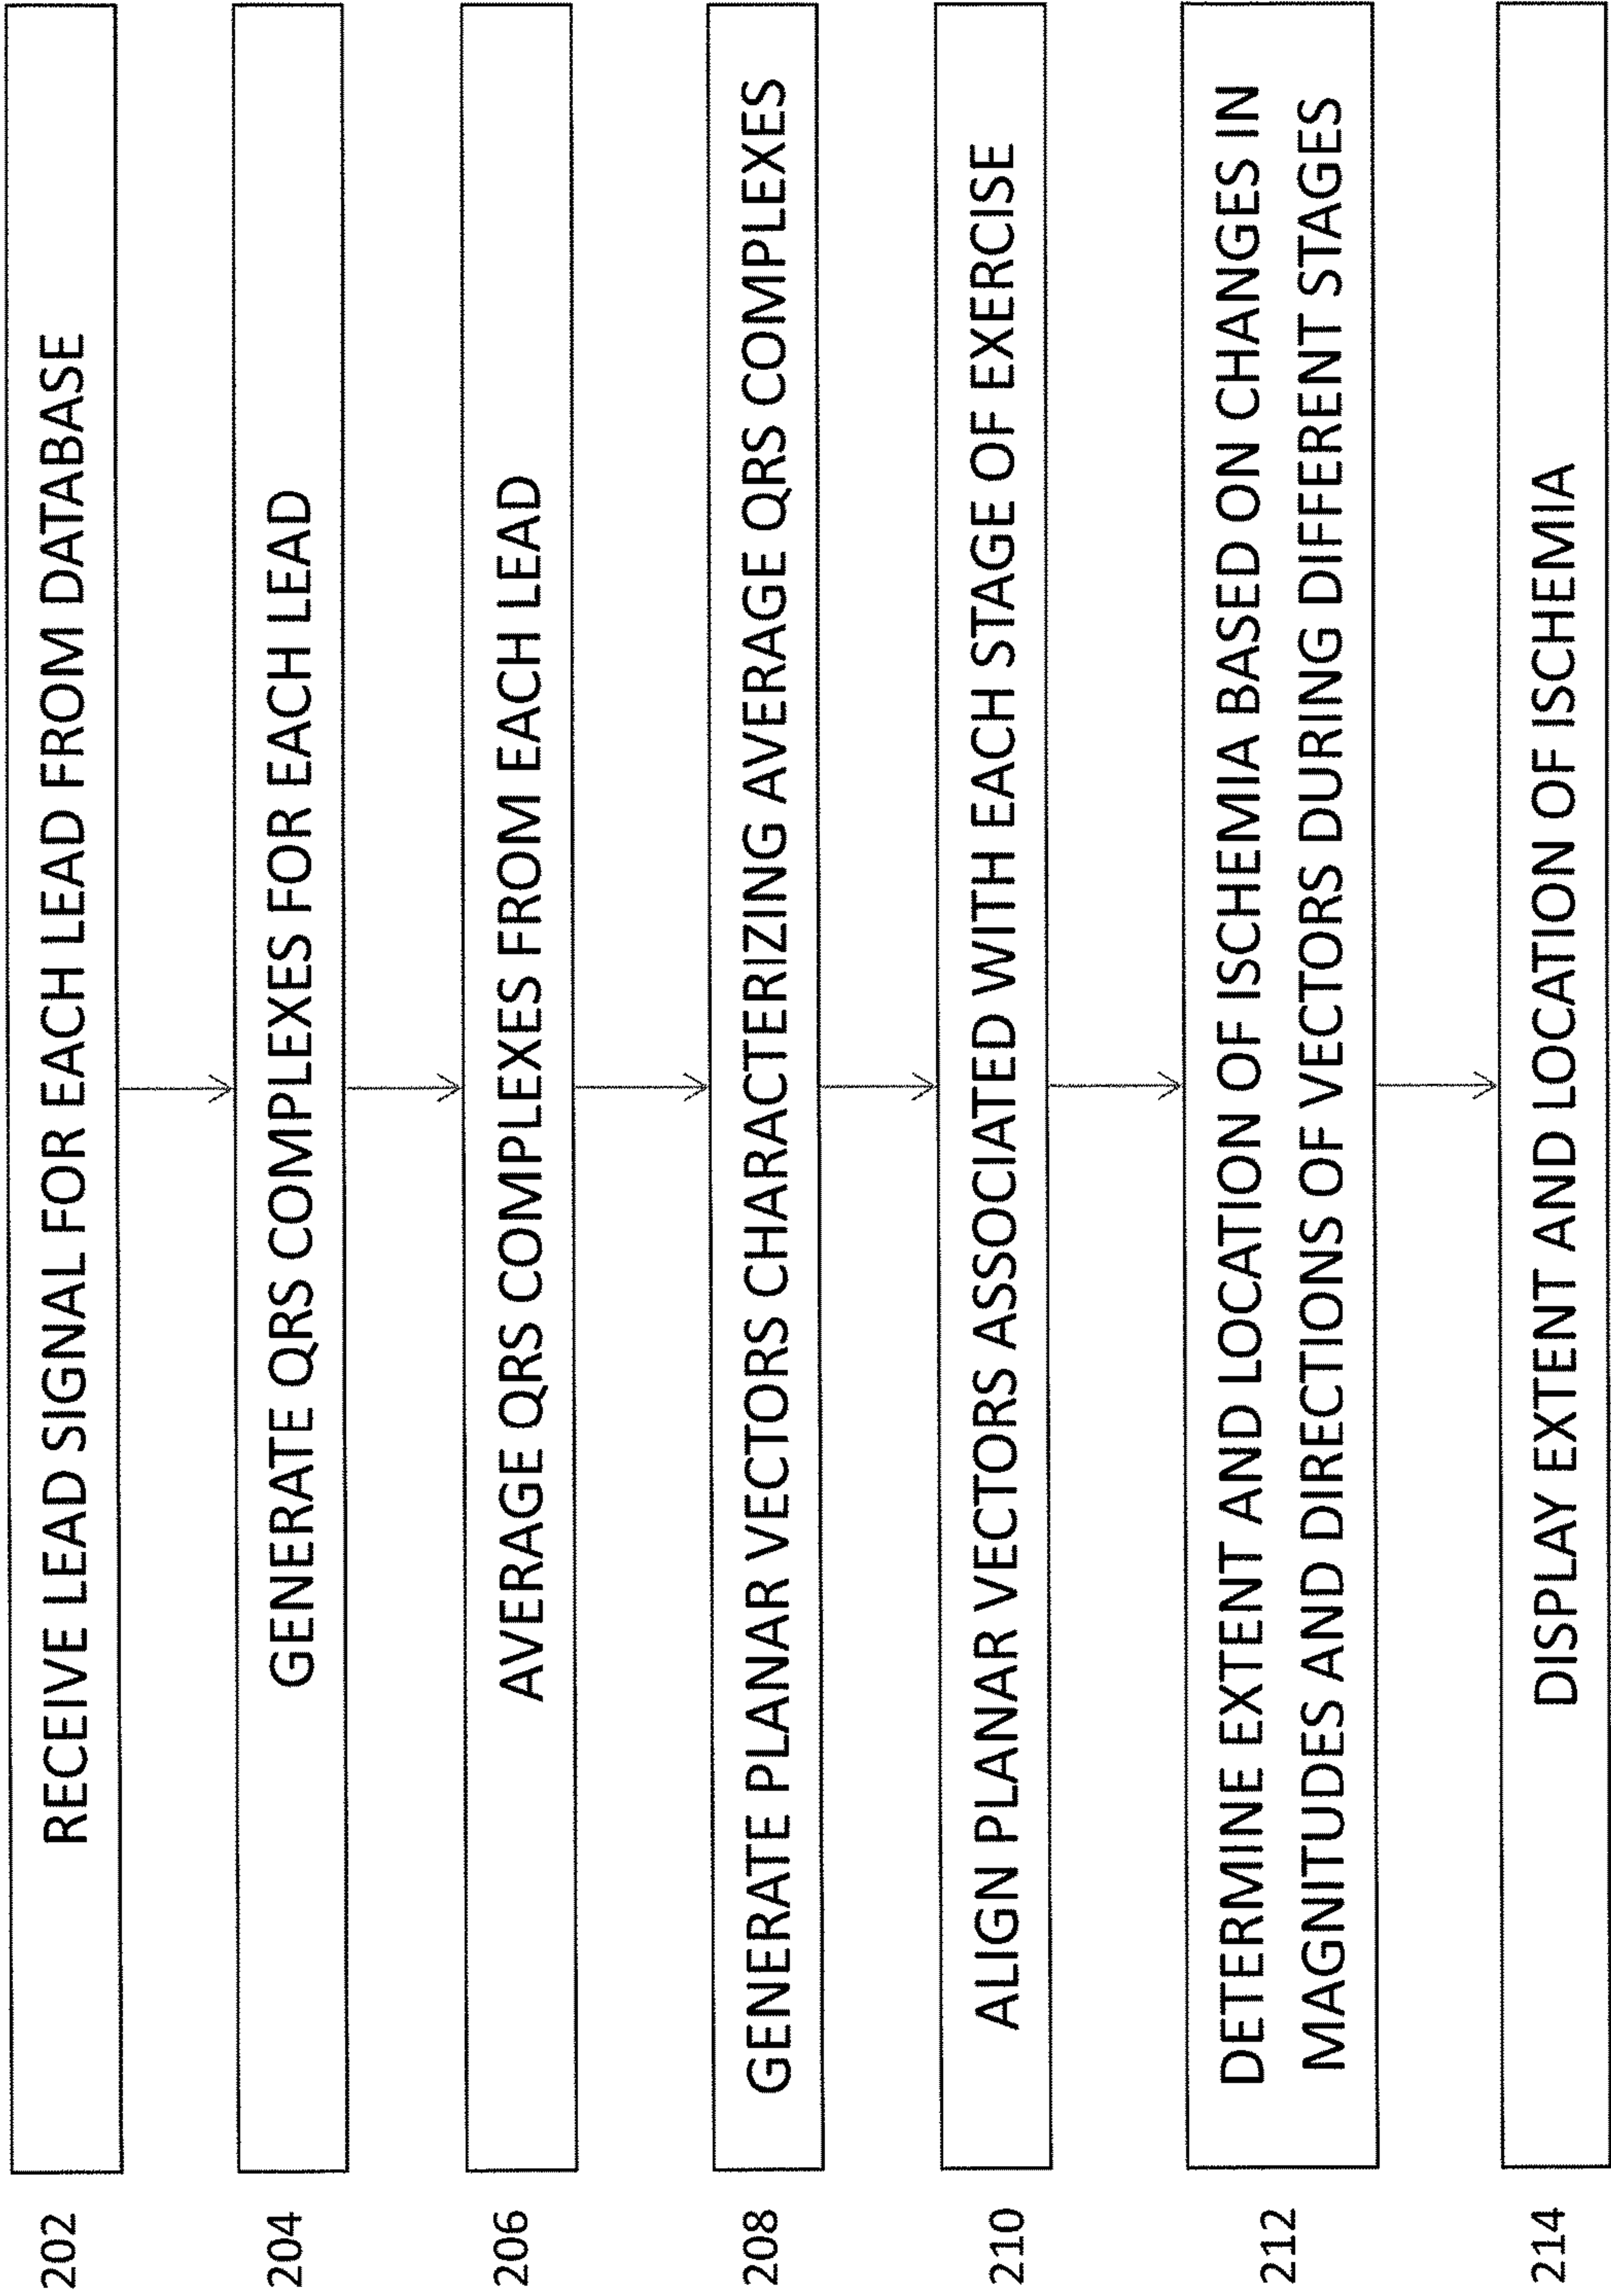 202
RECEIVE LEAD SIGNAL FOR EACH LEAD FROM DATABASE
204
GENERATE QRS COMPLEXES FOR EACH LEAD
206
AVERAGE QRS COMPLEXES FROM EACH LEAD
208
GENERATE PLANAR VECTORS CHARACTERIZING AVERAGE QRS COMPLEXES
210
ALIGN PLANAR VECTORS ASSOCIATED WITH EACH STAGE OF EXERCISE
212
DETERMINE EXTENT AND LOCATION OF ISCHEMIA BASED ON CHANGES IN
MAGNITUDES AND DIRECTIONS OF VECTORS DURING DIFFERENT STAGES
214
DISPLAY EXTENT AND LOCATION OF ISCHEMIA